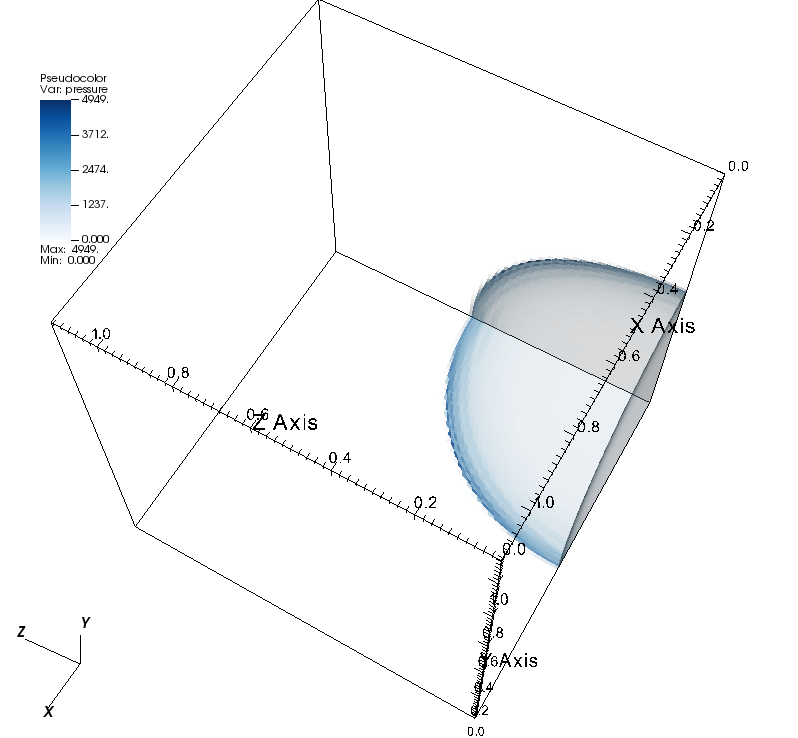 Pseudocolor
Var: pressure
4949.
3712.
2474.
1237.
0.000
Max: 4949.
Min: 0.000
0.0
0.2
0.4
X Axis
0.6
0.8
1.0
1.0
0.8
0.6
Z Axis
0.4
0.2
0.0
1.0
0.8
0.6
Y Axis
0.4
0.2
0.0
Z
Y
X